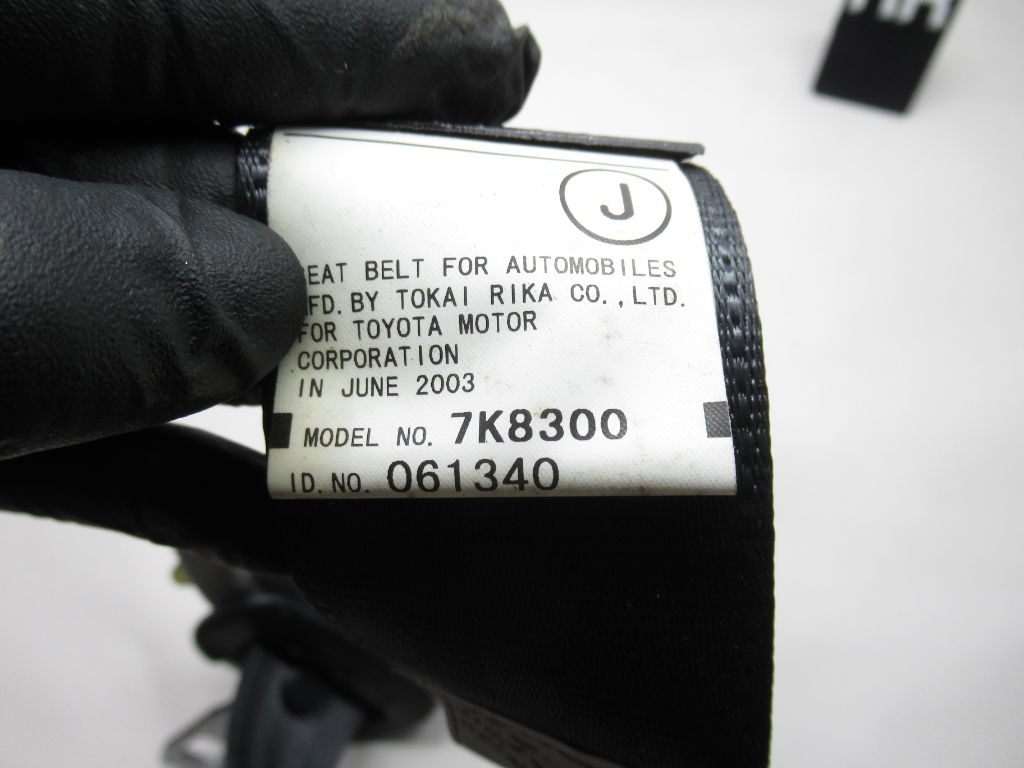 J
EAT BELT FOR AUTOMOBILES
FD. BY TOKAI RIKA CO., LTD.
FOR TOYOTA MOTOR
CORPORATION
IN JUNE 2003
MODEL NO. 7K8300
ID. NO. 061340